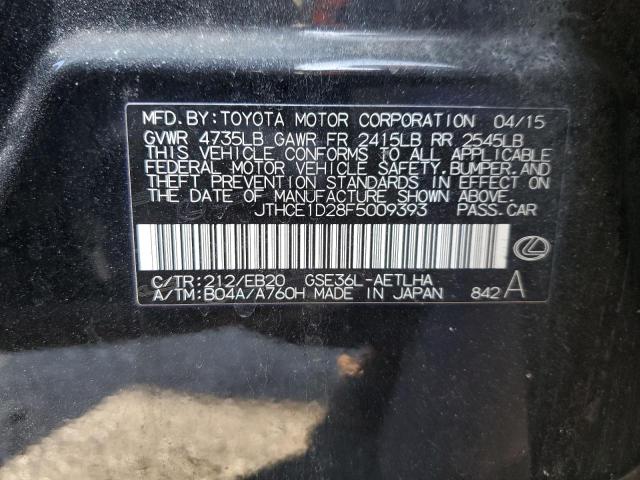 MFD. BY: TOYOTA MOTOR CORPORATION 04/15
GVWR 4735LB GAWR FR 2415LB RR 2545LB
THIS VEHICLE CONFORMS TO ALL APPLICABLE
FEDERAL MOTOR VEHICLE SAFETY, BUMPER, AND
THEFT PREVENTION STANDARDS IN EFFECT ON
THE DATE OF MANUFACTURE SHOWN ABOVE.
JTHCE1D28F5009393 PASS. CAR
C/TR: 212/EB20 GSE36L-AETLHA
A/TM: B04A/A760H MADE IN JAPAN 842 A